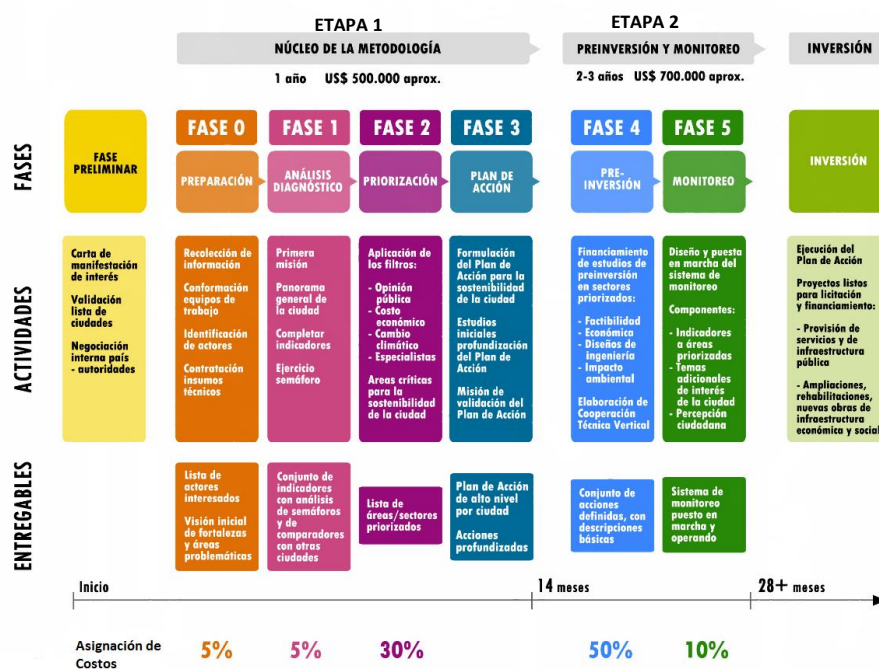 ETAPA 1
ETAPA 2
NÚCLEO DE LA METODOLOGÍA
PREINVERSIÓN Y MONITOREO
INVERSIÓN
1 año US$ 500.000 aprox.
2-3 años US$ 700.000 aprox.
FASES
FASE
PRELIMINAR
FASE 0
PREPARACIÓN
FASE 1
ANÁLISIS
DIAGNÓSTICO
FASE 2
PRIORIZACIÓN
FASE 3
PLAN DE
ACCIÓN
FASE 4
PRE-
INVERSIÓN
FASE 5
MONITOREO
INVERSIÓN
ACTIVIDADES
Carta de
manifestación
de interés
Validación
lista de
ciudades
Negociación
interna país
- autoridades
Recolección de
información
Conformación
equipos de
trabajo
Identificación
de actores
Contratación
insumos
técnicos
Primera
misión
Panorama
general de
la ciudad
Completar
indicadores
Ejercicio
semáforo
Aplicación de
los filtros:
- Opinión
pública
- Costo
económico
- Cambio
climático
- Especialistas
Areas críticas
para la
sostenibilidad
de la ciudad
Formulación
del Plan de
Acción para la
sostenibilidad
de la ciudad
Estudios
iniciales
profundización
del Plan de
Acción
Misión de
validación del
Plan de Acción
Financiamiento
de estudios de
preinversión
en sectores
priorizados:
- Factibilidad
- Económica
- Diseños de
ingeniería
- Impacto
ambiental
Elaboración de
Cooperación
Técnica Vertical
Diseño y puesta
en marcha del
sistema de
monitoreo
Componentes:
- Indicadores
a áreas
priorizadas
- Temas
adicionales
de interés
de la ciudad
- Percepción
ciudadana
Ejecución del
Plan de Acción
Proyectos listos
para licitación y
financiamiento:
- Provisión de
servicios y de
infraestructura
pública
- Ampliaciones,
rehabilitaciones,
nuevas obras de
infraestructura
económica y social
ENTREGABLES
Lista de
actores
interesados
Visión inicial
de fortalezas
y áreas
problemáticas
Conjunto de
indicadores
con análisis
de semáforos
y de
comparadores
con otras
ciudades
Lista de
áreas/sectores
priorizados
Plan de Acción
de alto nivel
por ciudad
Acciones
profundizadas
Conjunto de
acciones
definidas, con
descripciones
básicas
Sistema de
monitoreo
puesto en
marcha y
operando
Inicio
14 meses
28+ meses
Asignación de
Costos
5%
5%
30%
50%
10%